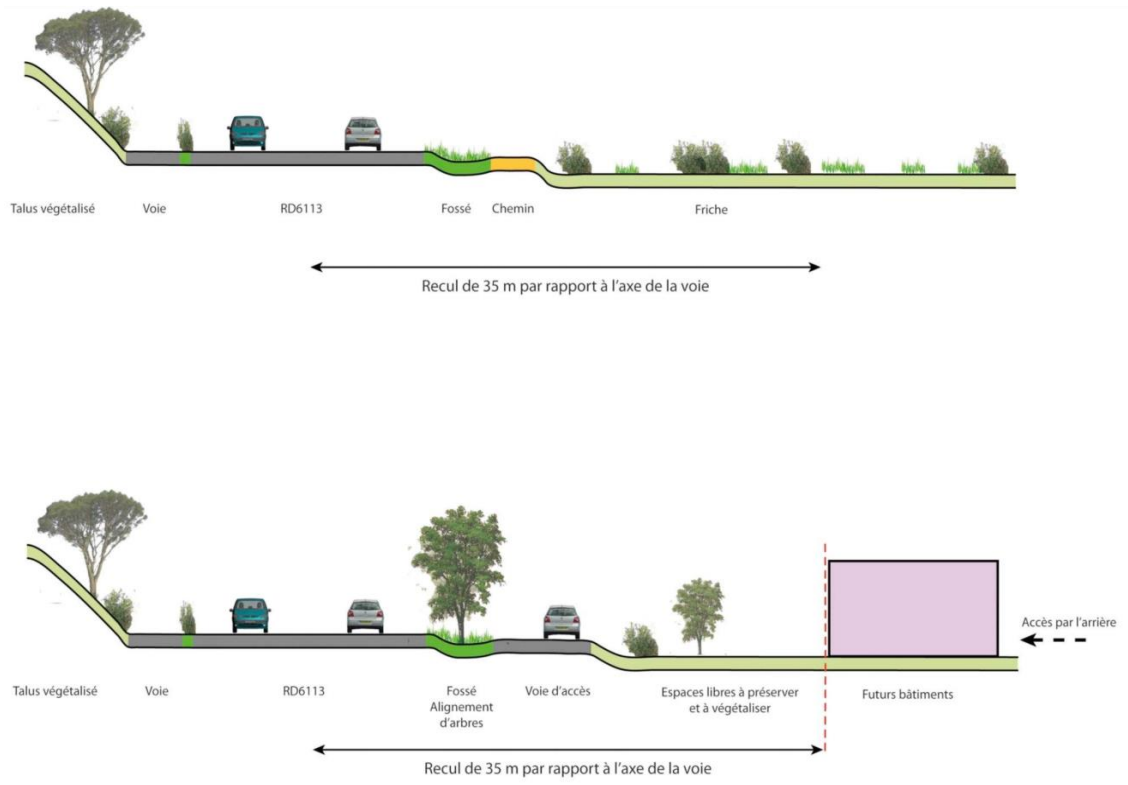 Talus végétalisé
Voie
RD6113
Fossé
Chemin
Friche
Recul de 35 m par rapport à l'axe de la voie
Accès par l'arrière
Talus végétalisé
Voie
RD6113
Fossé
Alignement
d'arbres
Voie d'accès
Espaces libres à préserver
et à végétaliser
Futurs bâtiments
Recul de 35 m par rapport à l'axe de la voie